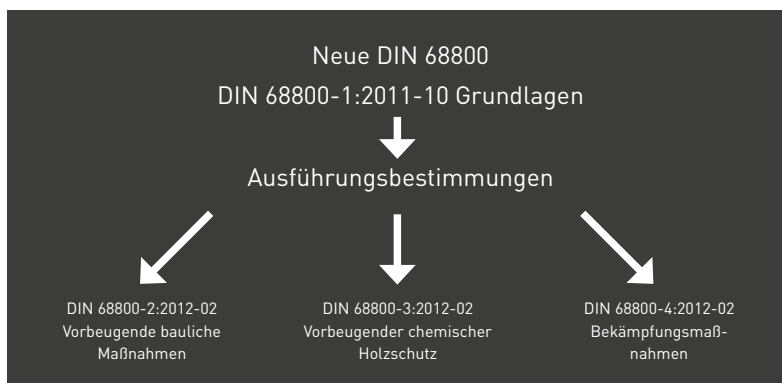 Neue DIN 68800
DIN 68800-1:2011-10 Grundlagen
Ausführungsbestimmungen
DIN 68800-2:2012-02
Vorbeugende bauliche
Maßnahmen
DIN 68800-3:2012-02
Vorbeugender chemischer
Holzschutz
DIN 68800-4:2012-02
Bekämpfungsmaß-
nahmen